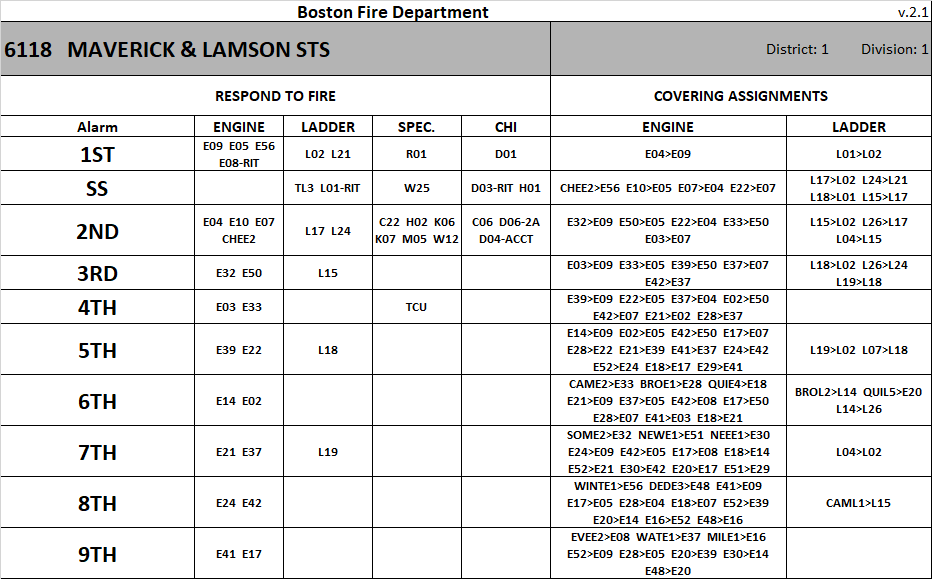 Boston Fire Department v.2.1
6118 MAVERICK & LAMSON STS District: 1 Division: 1
RESPOND TO FIRE COVERING ASSIGNMENTS
Alarm ENGINE LADDER SPEC. CHI ENGINE LADDER
1ST E09 E05 E56 L02 L21 R01 D01 E04>E09 L01>L02
E08-RIT
SS TL3 L01-RIT W25 D03-RIT H01 CHEE2>E56 E10>E05 E07>E04 E22>E07 L17>L02 L24>L21
L18>L01 L15>L17
2ND E04 E10 E07 L17 L24 C22 H02 K06 C06 D06-2A E32>E09 E50>E05 E22>E04 E33>E50 L15>L02 L26>L17
CHEE2 K07 M05 W12 D04-ACCT E03>E07 L04>L15
3RD E32 E50 L15 E03>E09 E33>E05 E39>E50 E37>E07 L18>L02 L26>L24
E42>E37 L19>L18
4TH E03 E33 TCU E39>E09 E22>E05 E37>E04 E02>E50
E42>E07 E21>E02 E28>E37
5TH E39 E22 L18 E14>E09 E02>E05 E42>E50 E17>E07 L19>L02 L07>L18
E28>E22 E21>E39 E41>E37 E24>E42
E52>E24 E18>E17 E29>E41
6TH E14 E02 CAME2>E33 BROE1>E28 QUIE4>E18 BROL2>L14 QUIL5>E20
E21>E09 E37>E05 E42>E08 E17>E50 L14>L26
E28>E07 E41>E03 E18>E21
7TH E21 E37 L19 SOME2>E32 NEWE1>E51 NEEE1>E30 L04>L02
E24>E09 E42>E05 E17>E08 E18>E14
E52>E21 E30>E42 E20>E17 E51>E29
8TH E24 E42 WINTE1>E56 DEDE3>E48 E41>E09 CAML1>L15
E17>E05 E28>E04 E18>E07 E52>E39
E20>E14 E16>E52 E48>E16
9TH E41 E17 EVEE2>E08 WATE1>E37 MILE1>E16
E52>E09 E28>E05 E20>E39 E30>E14
E48>E20